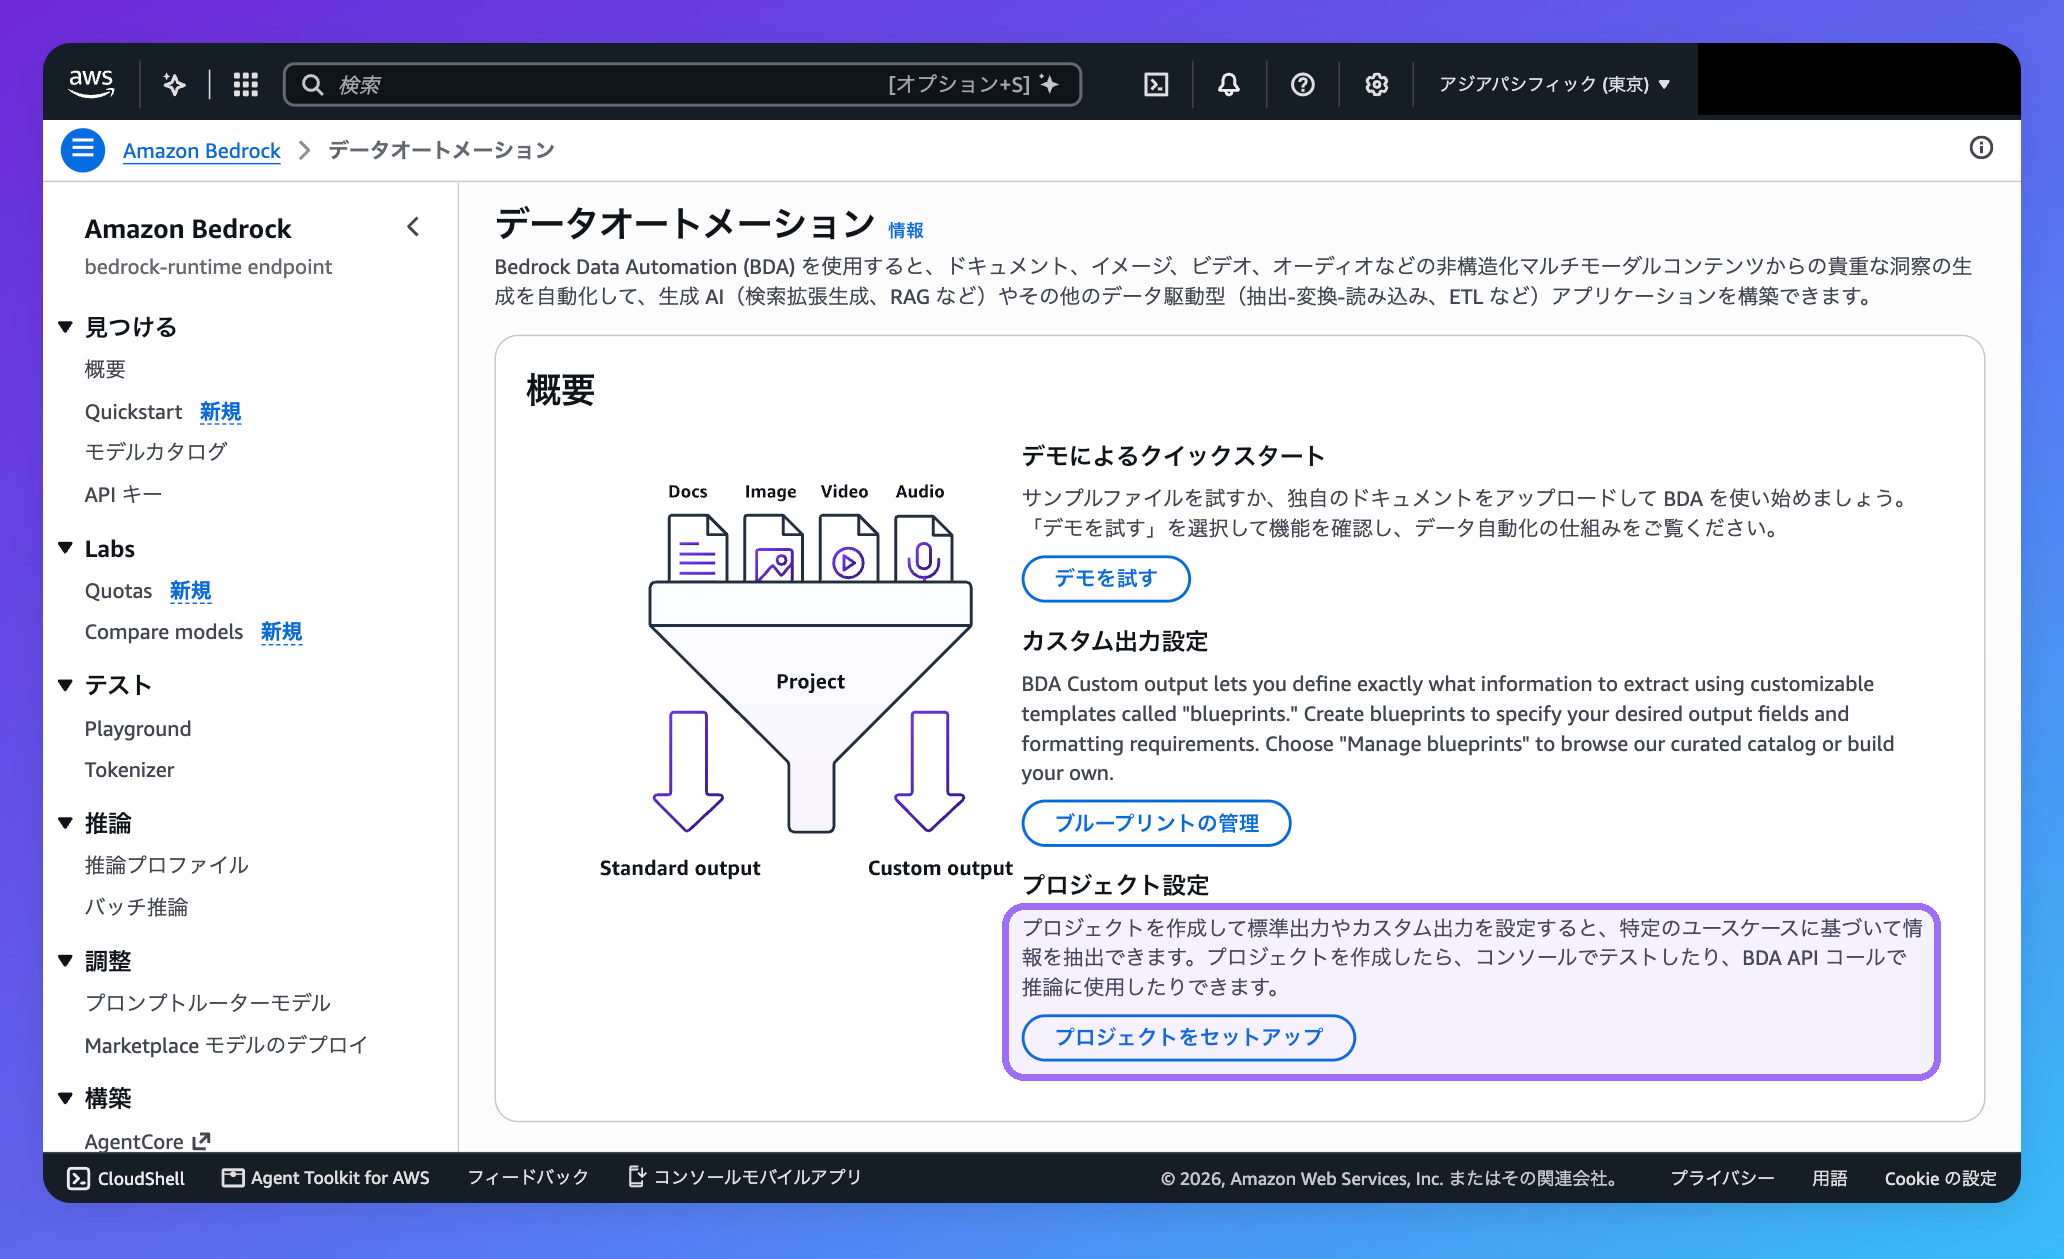 aws
検索
[オプション+S]
アジアパシフィック (東京) ▼
Amazon Bedrock
データオートメーション
Amazon Bedrock
bedrock-runtime endpoint
▼ 見つける
概要
Quickstart 新規
モデルカタログ
API キー
▼ Labs
Quotas 新規
Compare models 新規
▼ テスト
Playground
Tokenizer
▼ 推論
推論プロファイル
バッチ推論
▼ 調整
プロンプトルーターモデル
Marketplace モデルのデプロイ
▼ 構築
AgentCore
データオートメーション 情報
Bedrock Data Automation (BDA) を使用すると、ドキュメント、イメージ、ビデオ、オーディオなどの非構造化マルチモーダルコンテンツからの貴重な洞察の生
成を自動化して、生成 AI（検索拡張生成、RAG など）やその他のデータ駆動型（抽出-変換-読み込み、ETL など）アプリケーションを構築できます。
概要
Docs Image Video Audio
Project
Standard output
Custom output
デモによるクイックスタート
サンプルファイルを試すか、独自のドキュメントをアップロードして BDA を使い始めましょう。
「デモを試す」を選択して機能を確認し、データ自動化の仕組みをご覧ください。
デモを試す
カスタム出力設定
BDA Custom output lets you define exactly what information to extract using customizable
templates called "blueprints." Create blueprints to specify your desired output fields and
formatting requirements. Choose "Manage blueprints" to browse our curated catalog or build
your own.
ブループリントの管理
プロジェクト設定
プロジェクトを作成して標準出力やカスタム出力を設定すると、特定のユースケースに基づいて情
報を抽出できます。プロジェクトを作成したら、コンソールでテストしたり、BDA API コールで
推論に使用したりできます。
プロジェクトをセットアップ
CloudShell
Agent Toolkit for AWS
フィードバック
コンソールモバイルアプリ
© 2026, Amazon Web Services, Inc. またはその関連会社。
プライバシー
用語
Cookie の設定